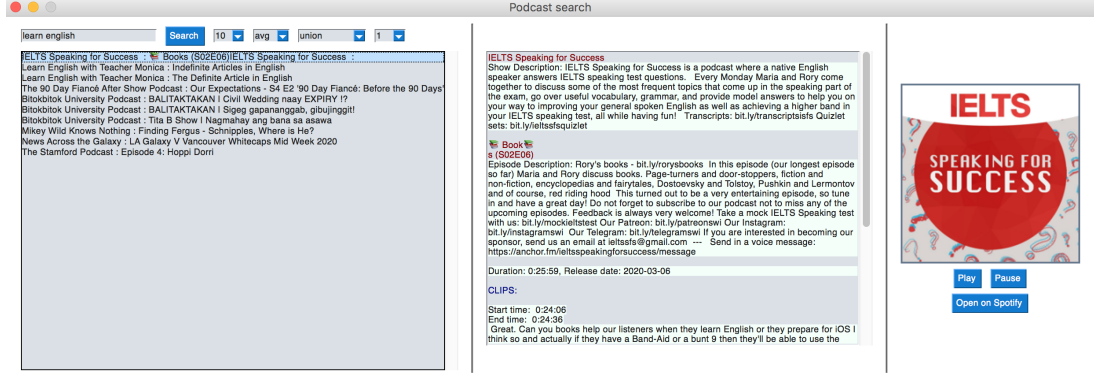 Podcast search
learn english Search 10 avg union 1
IELTS Speaking for Success : 📚 Books (S02E06)IELTS Speaking for Success :
Learn English with Teacher Monica : Indefinite Articles in English
Learn English with Teacher Monica : The Definite Article in English
The 90 Day Fiancé After Show Podcast : Our Expectations - S4 E2 '90 Day Fiancé: Before the 90 Days'
Bitokbitok University Podcast : BALITAKTAKAN I Civil Wedding naay EXPIRY !?
Bitokbitok University Podcast : BALITAKTAKAN I Sigeg gapananggab, gibujinggit!
Bitokbitok University Podcast : Tita B Show I Nagmahay ang bana sa asawa
Mikey Wild Knows Nothing : Finding Fergus - Schnipples, Where is He?
News Across the Galaxy : LA Galaxy V Vancouver Whitecaps Mid Week 2020
The Stamford Podcast : Episode 4: Hoppi Dorri
IELTS Speaking for Success
Show Description: IELTS Speaking for Success is a podcast where a native English
speaker answers IELTS speaking test questions. Every Monday Maria and Rory come
together to discuss some of the most frequent topics that come up in the speaking part of
the exam, go over useful vocabulary, grammar, and provide model answers to help you on
your way to improving your general spoken English as well as achieving a higher band in
your IELTS speaking test, all while having fun! Transcripts: bit.ly/transcriptsisfs Quizlet
sets: bit.ly/ieltssfsquizlet
📚 Book📚
s (S02E06)
Episode Description: Rory's books - bit.ly/rorysbooks In this episode (our longest episode
so far) Maria and Rory discuss books. Page-turners and door-stoppers, fiction and
non-fiction, encyclopedias and fairytales, Dostoevsky and Tolstoy, Pushkin and Lermontov
and of course, red riding hood This turned out to be a very entertaining episode, so tune
in and have a great day! Do not forget to subscribe to our podcast not to miss any of the
upcoming episodes. Feedback is always very welcome! Take a mock IELTS Speaking test
with us: bit.ly/mockieltstest Our Patreon: bit.ly/patreonswi Our Instagram:
bit.ly/instagramswi Our Telegram: bit.ly/telegramswi If you are interested in becoming our
sponsor, send us an email at ieltssfs@gmail.com --- Send in a voice message:
https://anchor.fm/ieltsspeakingforsuccess/message
Duration: 0:25:59, Release date: 2020-03-06
CLIPS:
Start time: 0:24:06
End time: 0:24:36
Great. Can you books help our listeners when they learn English or they prepare for iOS I
think so and actually if they have a Band-Aid or a bunt 9 then they'll be able to use the
IELTS
SPEAKING FOR
SUCCESS
Play Pause
Open on Spotify